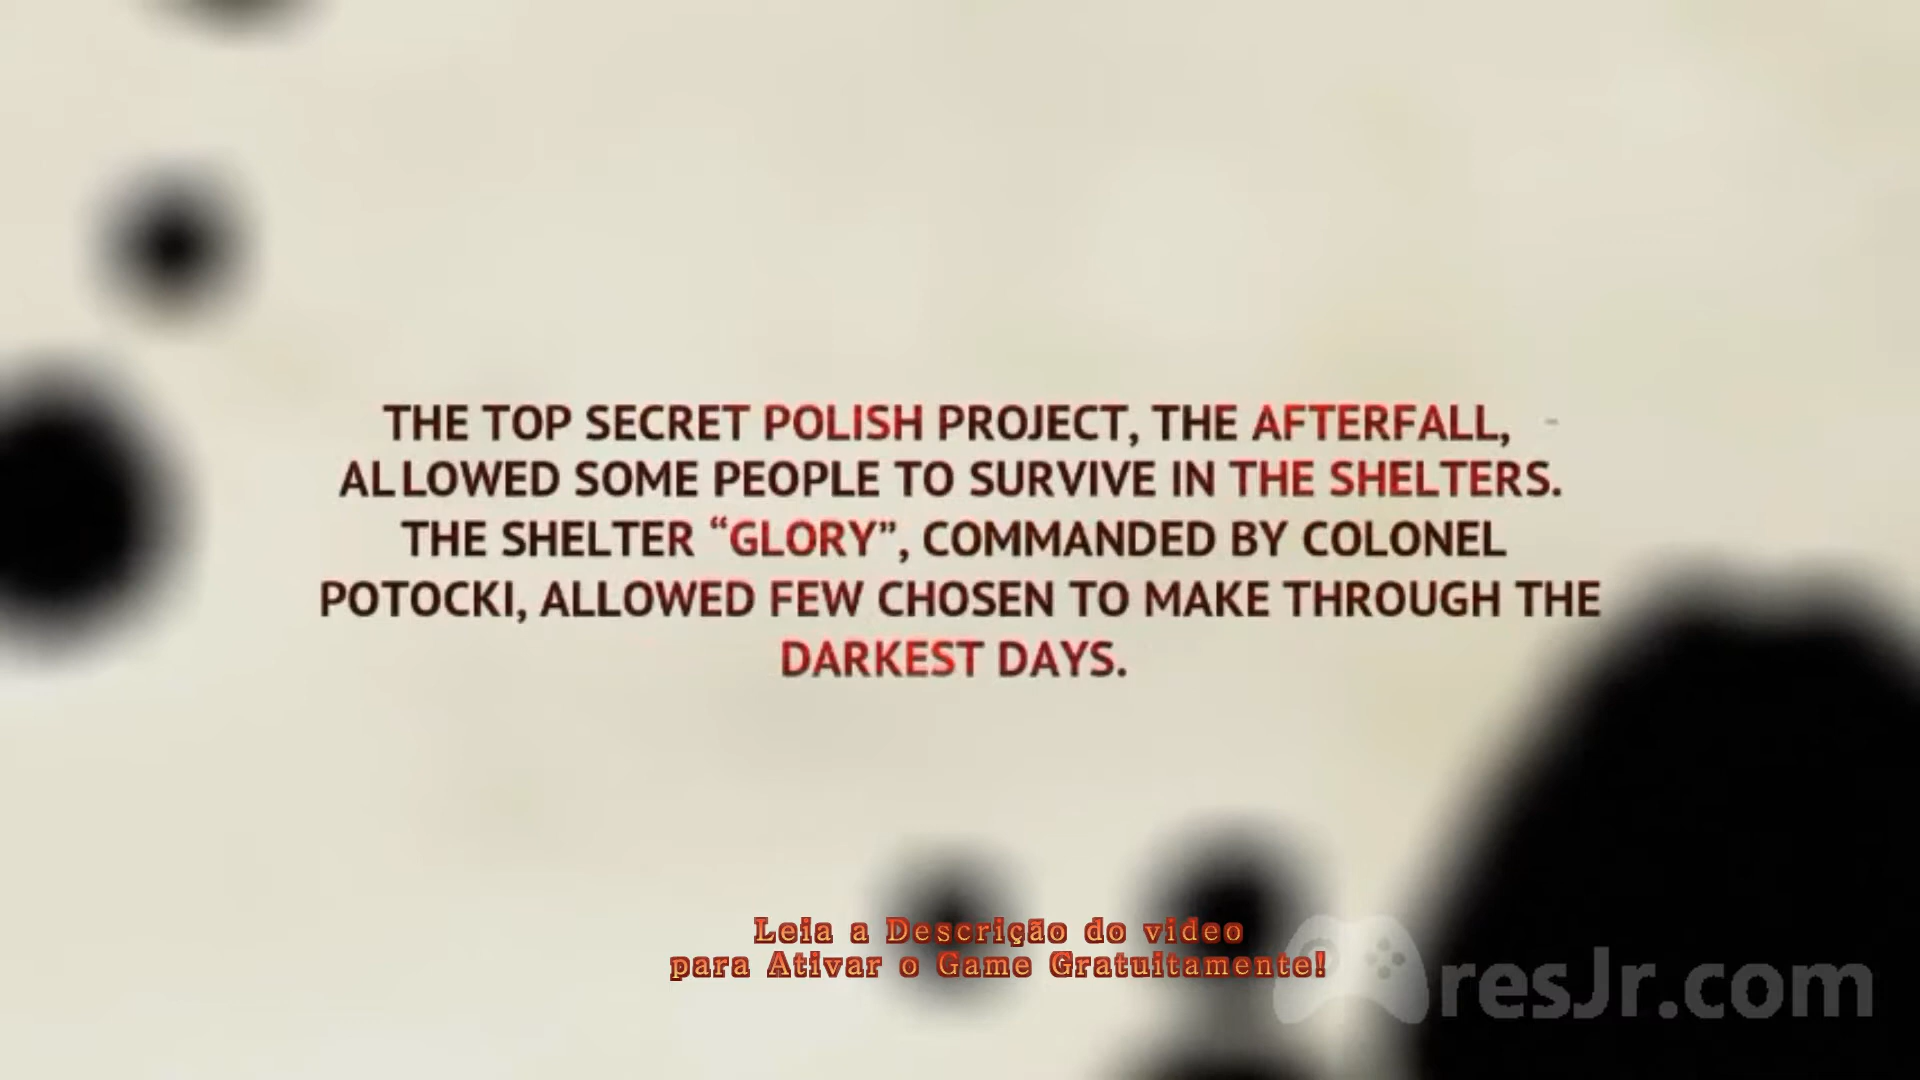 THE TOP SECRET POLISH PROJECT, THE AFTERFALL,
ALLOWED SOME PEOPLE TO SURVIVE IN THE SHELTERS.
THE SHELTER “GLORY”, COMMANDED BY COLONEL
POTOCKI, ALLOWED FEW CHOSEN TO MAKE THROUGH THE
DARKEST DAYS.
Leia a Descrição do video
para Ativar o Game Gratuitamente!
resJr.com